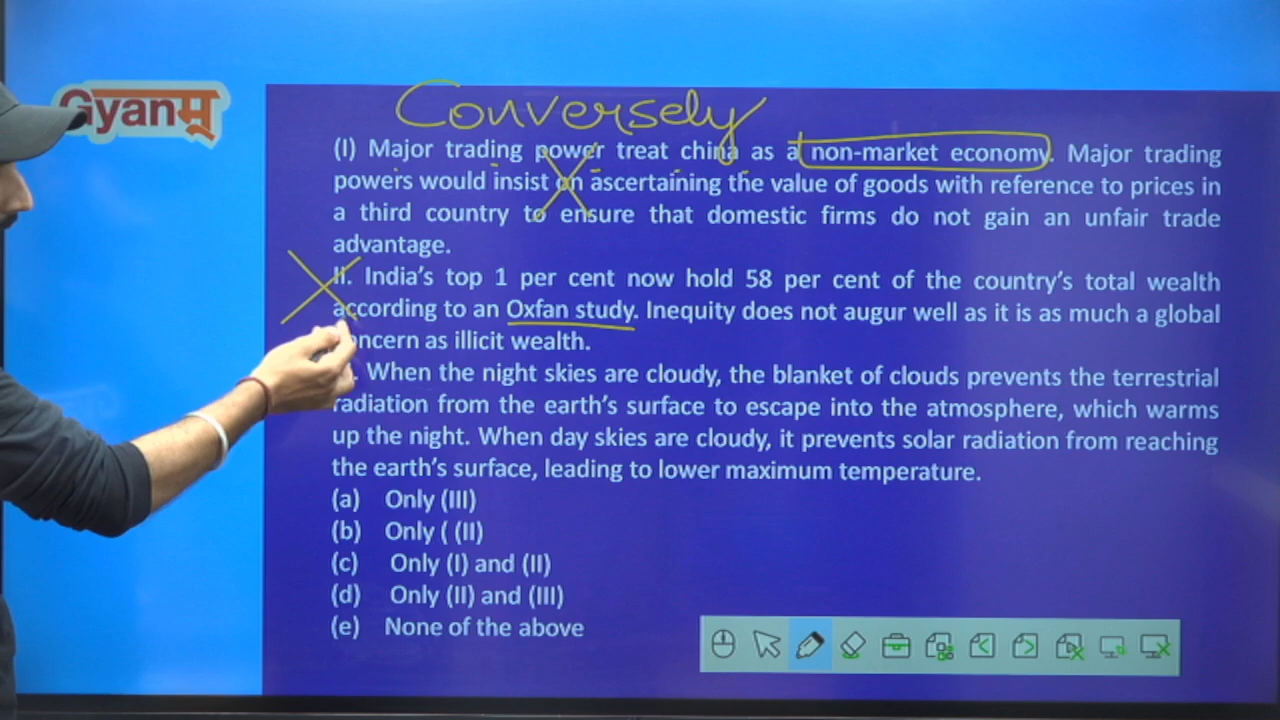 Gyanम्
Conversely
(I) Major trading power treat china as a non-market economy. Major trading
powers would insist on ascertaining the value of goods with reference to prices in
a third country to ensure that domestic firms do not gain an unfair trade
advantage.
II. India's top 1 per cent now hold 58 per cent of the country's total wealth
according to an Oxfan study. Inequity does not augur well as it is as much a global
oncern as illicit wealth.
. When the night skies are cloudy, the blanket of clouds prevents the terrestrial
radiation from the earth's surface to escape into the atmosphere, which warms
up the night. When day skies are cloudy, it prevents solar radiation from reaching
the earth's surface, leading to lower maximum temperature.
(a) Only (III)
(b) Only ( (II)
(c) Only (I) and (II)
(d) Only (II) and (III)
(e) None of the above